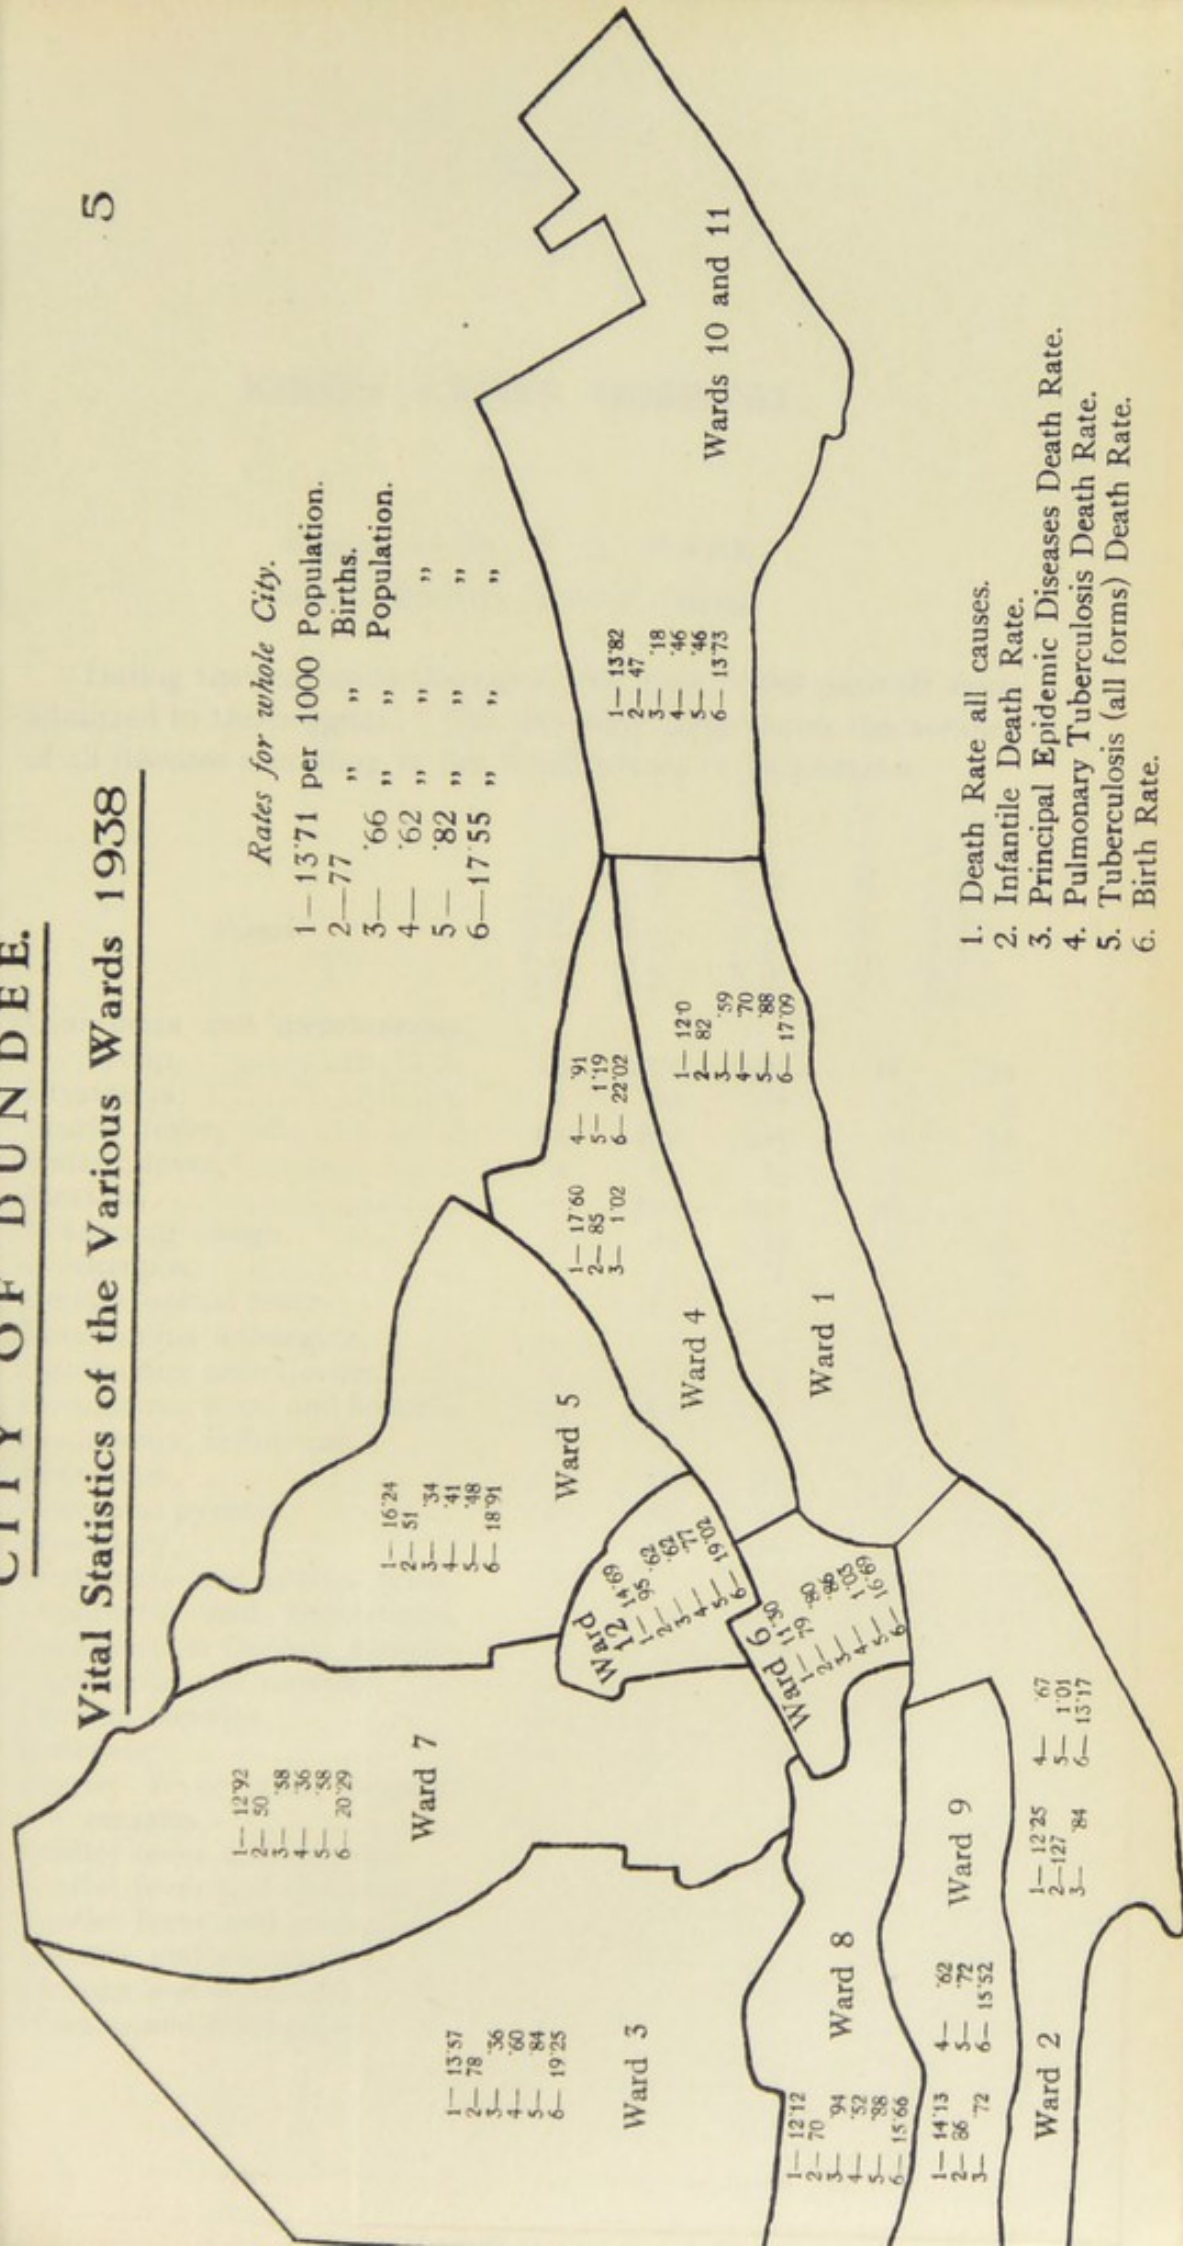 CITY OF DUNDEE.
Vital Statistics of the Various Wards 1938
5
Rates for whole City.
1—13·71 per 1000 Population.
2—77 „ „ Births.
3— ·66 „ „ Population.
4— ·62 „ „ „
5— ·82 „ „ „
6—17·55 „ „ „
Ward 7
1— 12·92
2— 50
3— ·58
4— ·36
5— ·58
6— 20·29
Ward 5
1— 16·24
2— 51
3— ·34
4— ·41
5— ·48
6— 18·91
Ward 3
1— 13·57
2— 78
3— ·36
4— ·60
5— ·84
6— 19·25
Ward 12
1— 14·69
2— 95
3— ·62
4— ·62
5— ·77
6— 19·02
Ward 4
1— 17·60
2— 85
3— 1·02
4— ·91
5— 1·19
6— 22·02
Wards 10 and 11
1— 13·82
2— 47
3— ·18
4— ·46
5— ·46
6— 13·73
Ward 6
1— 11·30
2— 79
3— ·80
4— ·86
5— 1·03
6— 16·69
Ward 1
1— 12·0
2— 82
3— ·59
4— ·70
5— ·88
6— 17·09
Ward 8
1— 12·12
2— 70
3— ·94
4— ·52
5— ·88
6— 15·66
Ward 9
1— 14·13
2— 86
3— ·72
4— ·62
5— ·72
6— 15·52
Ward 2
1— 12·25
2—127
3— ·84
4— ·67
5— 1·01
6— 13·17
1. Death Rate all causes.
2. Infantile Death Rate.
3. Principal Epidemic Diseases Death Rate.
4. Pulmonary Tuberculosis Death Rate.
5. Tuberculosis (all forms) Death Rate.
6. Birth Rate.